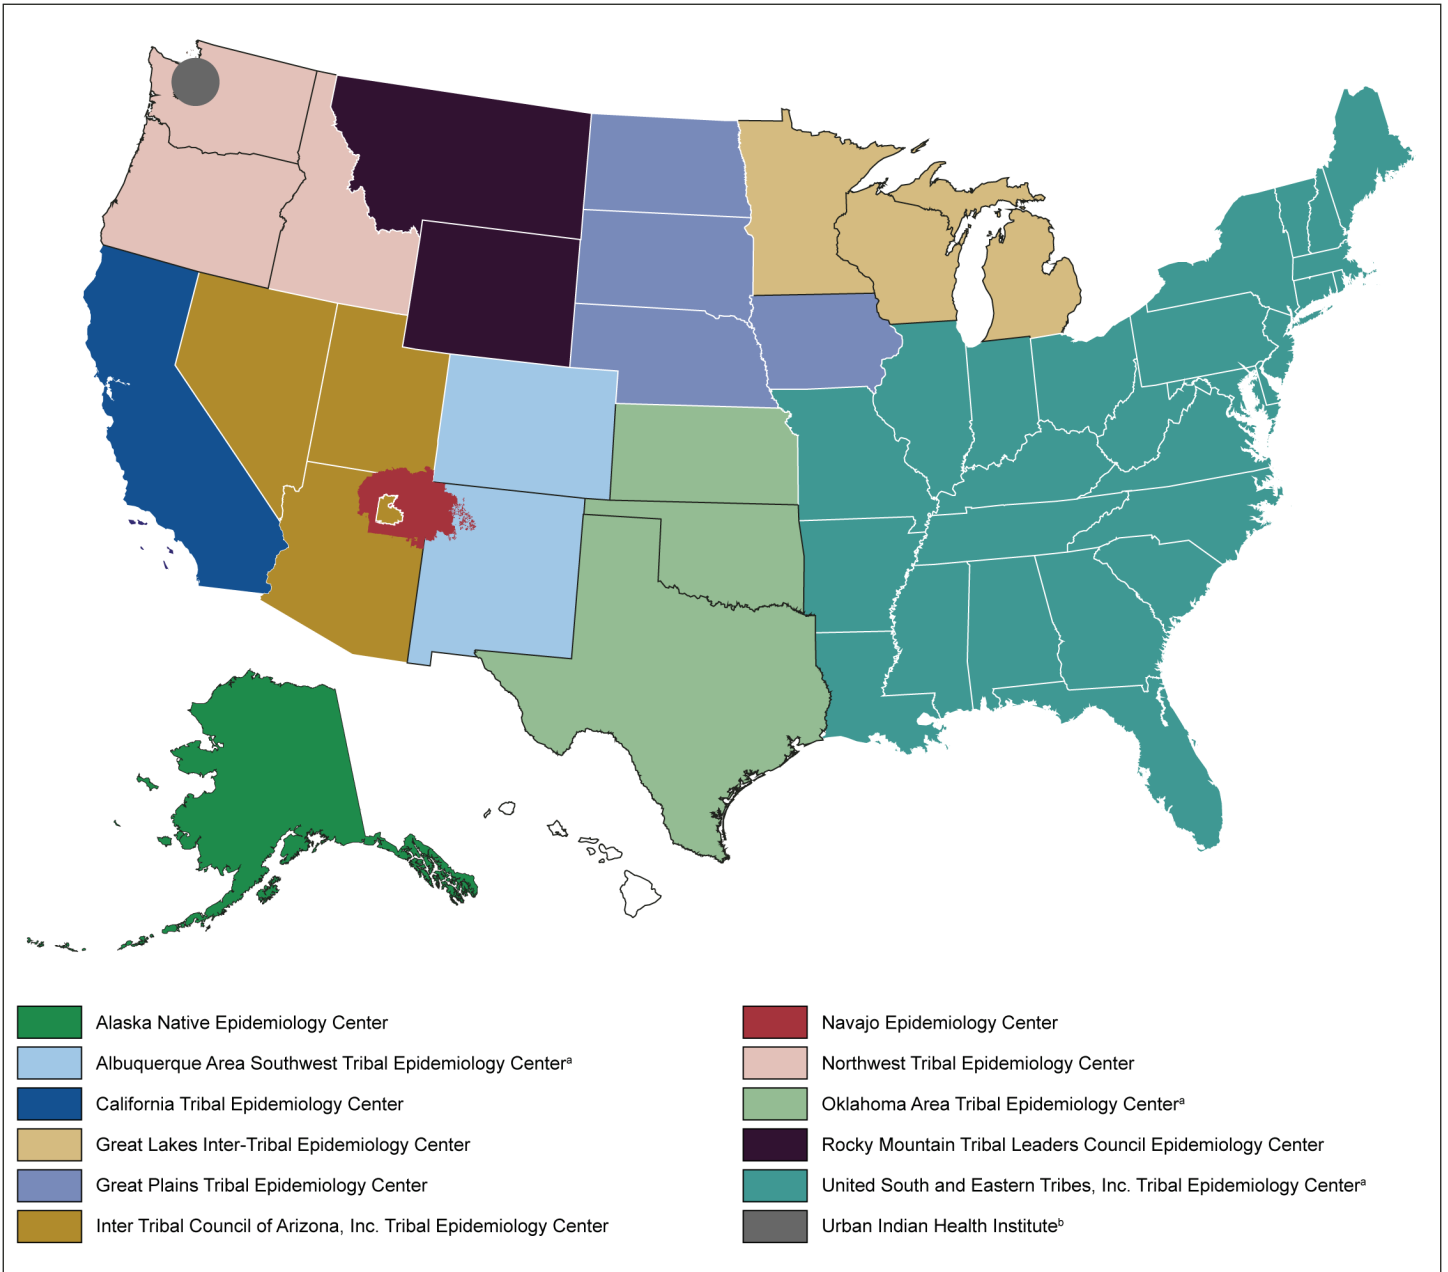 Alaska Native Epidemiology Center
Albuquerque Area Southwest Tribal Epidemiology Centerᵃ
California Tribal Epidemiology Center
Great Lakes Inter-Tribal Epidemiology Center
Great Plains Tribal Epidemiology Center
Inter Tribal Council of Arizona, Inc. Tribal Epidemiology Center
Navajo Epidemiology Center
Northwest Tribal Epidemiology Center
Oklahoma Area Tribal Epidemiology Centerᵃ
Rocky Mountain Tribal Leaders Council Epidemiology Center
United South and Eastern Tribes, Inc. Tribal Epidemiology Centerᵃ
Urban Indian Health Instituteᵇ